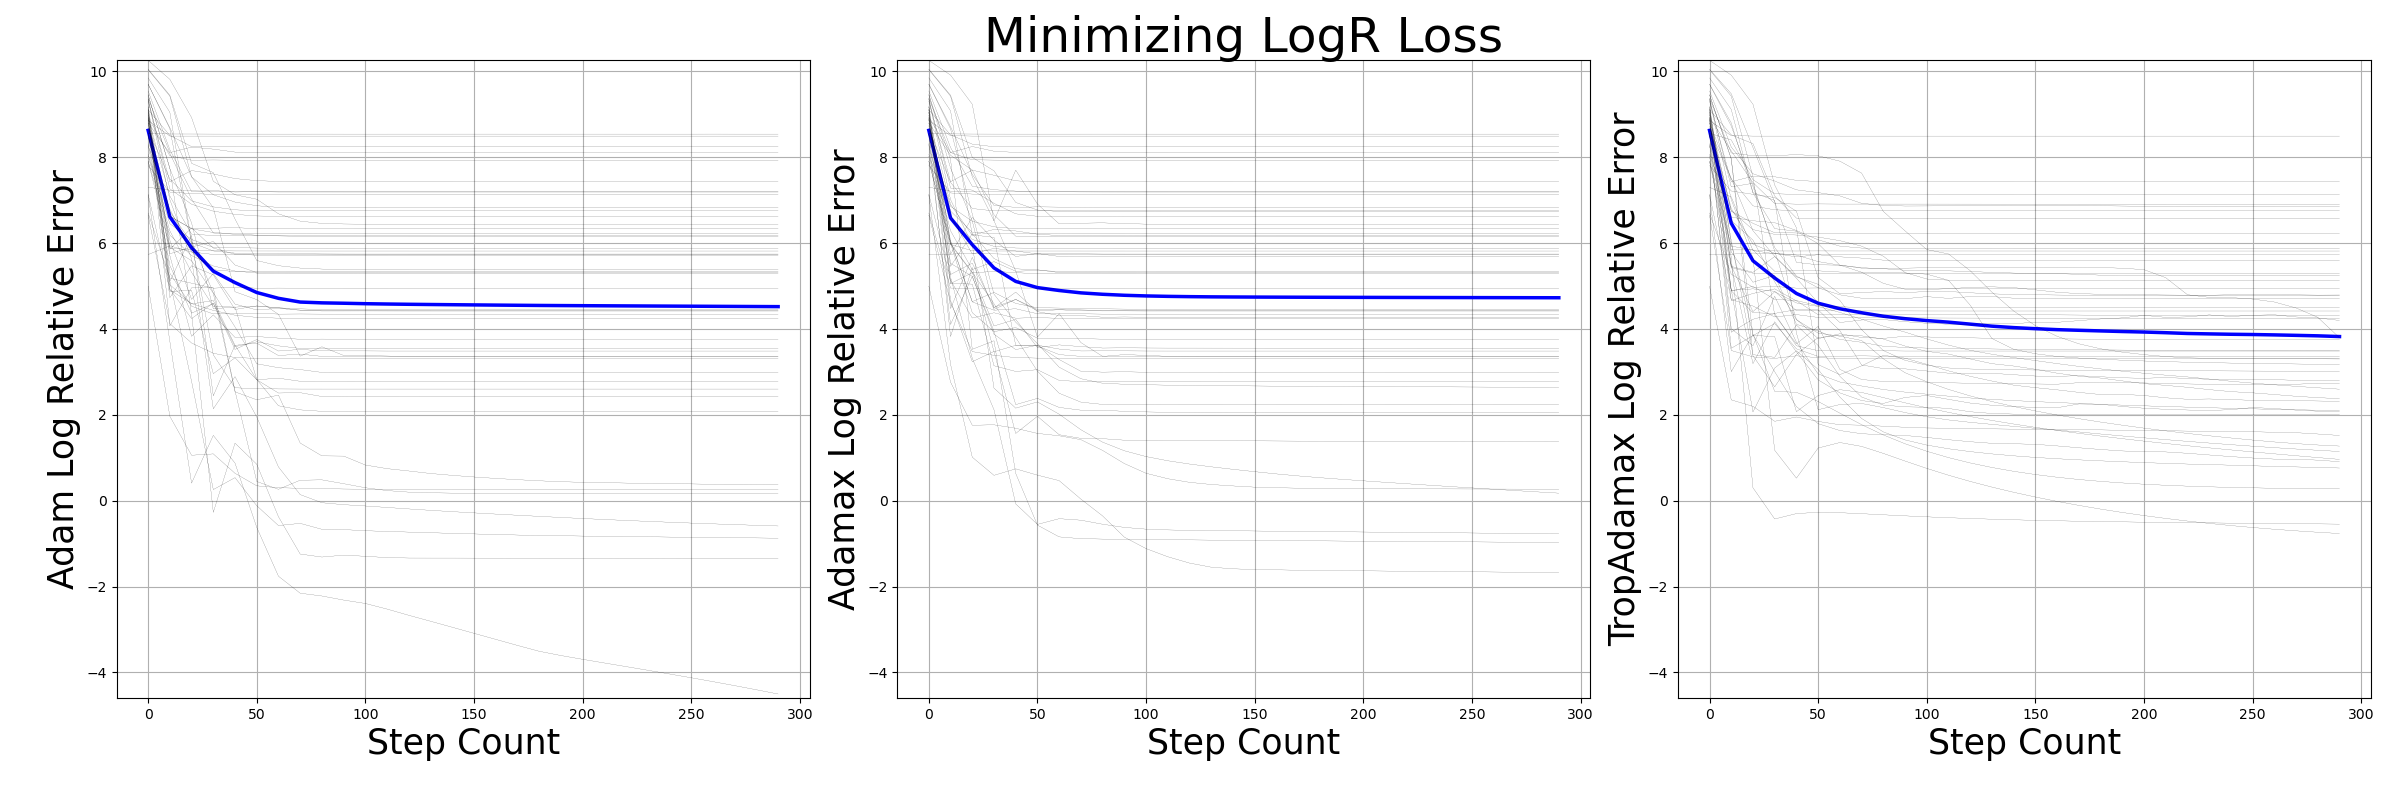 Minimizing LogR Loss
Adam Log Relative Error
10
8
6
4
2
0
−2
−4
0 50 100 150 200 250 300
Step Count
Adamax Log Relative Error
10
8
6
4
2
0
−2
−4
0 50 100 150 200 250 300
Step Count
TropAdamax Log Relative Error
10
8
6
4
2
0
−2
−4
0 50 100 150 200 250 300
Step Count